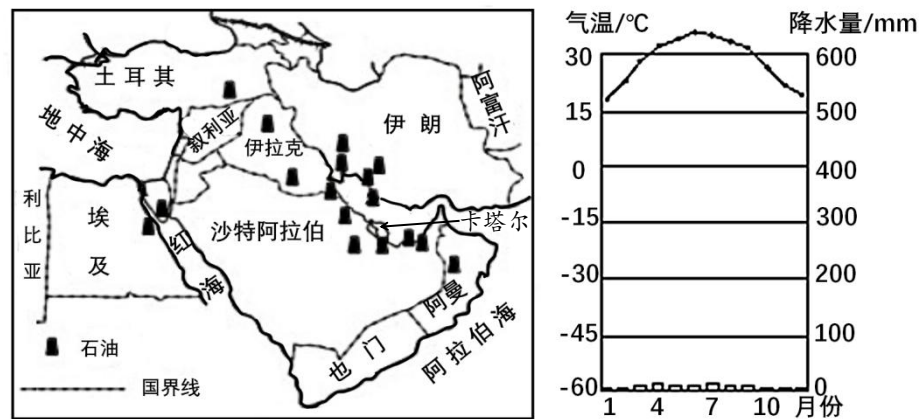 土耳其
阿富汗
地中海
叙利亚
伊拉克
伊朗
利比亚
埃及
红海
沙特阿拉伯
卡塔尔
阿曼
也门
阿拉伯海
石油
国界线
气温/℃
降水量/mm
30
15
0
-15
-30
-45
-60
600
500
400
300
200
100
0
1 4 7 10 月份